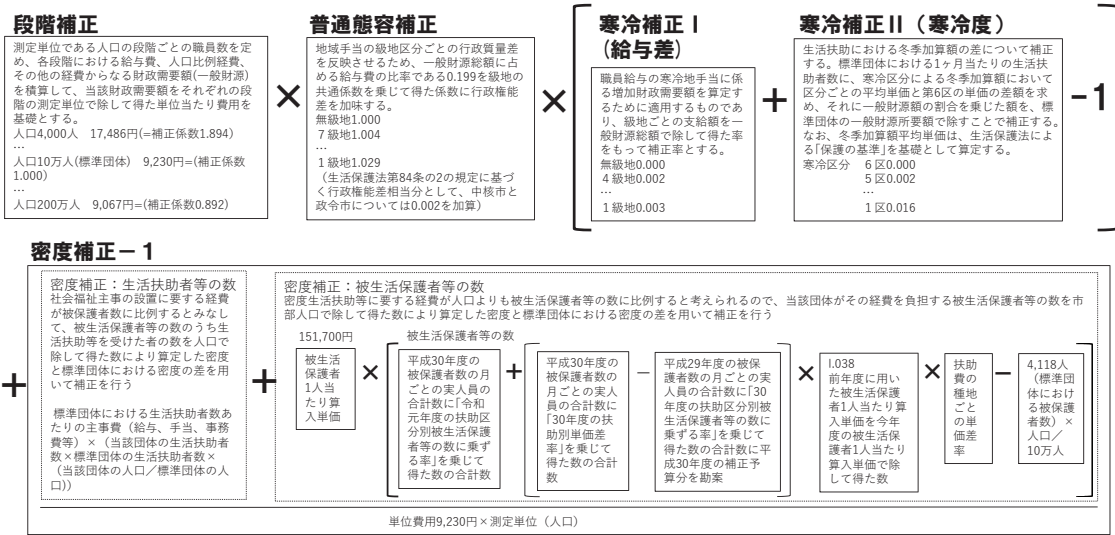 段階補正
測定単位である人口の段階ごとの職員数を定
め、各段階における給与費、人口比例経費、
その他の経費からなる財政需要額(一般財源)
を積算して、当該財政需要額をそれぞれの段
階の測定単位で除して得た単位当たり費用を
基礎とする。
人口4,000人 17,486円(=補正係数1.894)
…
人口10万人(標準団体) 9,230円=(補正係数
1.000)
…
人口200万人 9,067円=(補正係数0.892)
×
普通態容補正
地域手当の級地区分ごとの行政質量差
を反映させるため、一般財源総額に占
める給与費の比率である0.199を級地の
共通係数を乗じて得た係数に行政権能
差を加味する。
無級地1.000
7級地1.004
…
1級地1.029
(生活保護法第84条の2の規定に基づ
く行政権能差相当分として、中核市と
政令市については0.002を加算)
×
寒冷補正Ⅰ
(給与差)
職員給与の寒冷地手当に係
る増加財政需要額を算定す
るために適用するものであ
り、級地ごとの支給額を一
般財源総額で除して得た率
をもって補正率とする。
無級地0.000
4級地0.002
…
1級地0.003
+
寒冷補正II（寒冷度）
生活扶助における冬季加算額の差について補正
する。標準団体における1ヶ月当たりの生活扶
助者数に、寒冷区分による冬季加算額において
区分ごとの平均単価と第6区の単価の差額を求
め、それに一般財源額の割合を乗じた額を、標
準団体の一般財源所要額で除すことで補正する。
なお、冬季加算額平均単価は、生活保護法によ
る｢保護の基準｣を基礎として算定する。
寒冷区分 6区0.000
5区0.002
…
1区0.016
-1
密度補正－1
+
密度補正：生活扶助者等の数
社会福祉主事の設置に要する経費
が被保護者数に比例するとみな
して、被生活保護者等の数のうち生
活扶助等を受けた者の数を人口で
除して得た数により算定した密度
と標準団体における密度の差を用
いて補正を行う
標準団体における生活扶助者数あ
たりの主事費（給与、手当、事務
費等）×（当該団体の生活扶助者
数×標準団体の生活扶助者数×
（当該団体の人口／標準団体の人
口））
+
密度補正：被生活保護者等の数
密度生活扶助等に要する経費が人口よりも被生活保護者等の数に比例すると考えられるので、当該団体がその経費を負担する被生活保護者等の数を市
部人口で除して得た数により算定した密度と標準団体における密度の差を用いて補正を行う
151,700円
被生活
保護者
1人当
たり算
入単価
×
被生活保護者等の数
平成30年度の
被保護者数の月
ごとの実人員の
合計数に｢令和
元年度の扶助区
分別被生活保護
者等の数に乗ず
る率｣を乗じて
得た数の合計数
+
平成30年度の
被保護者数の
月ごとの実人
員の合計数に
｢30年度の扶
助別単価差
率｣を乗じて
得た数の合計
数
－
平成29年度の被保
護者数の月ごとの実
人員の合計数に｢30
年度の扶助区分別被
生活保護者等の数に
乗ずる率｣を乗じて
得た数の合計数に平
成30年度の補正予
算分を勘案
×
I.038
前年度に用い
た被生活保護
者1人当たり算
入単価を今年
度の被生活保
護者1人当たり
算入単価で除
して得た数
×
扶助
費の
種地
ごと
の単
価差
率
－
4,118人
（標準団
体におけ
る被保護
者数）×
人口／
10万人
単位費用9,230円×測定単位（人口）